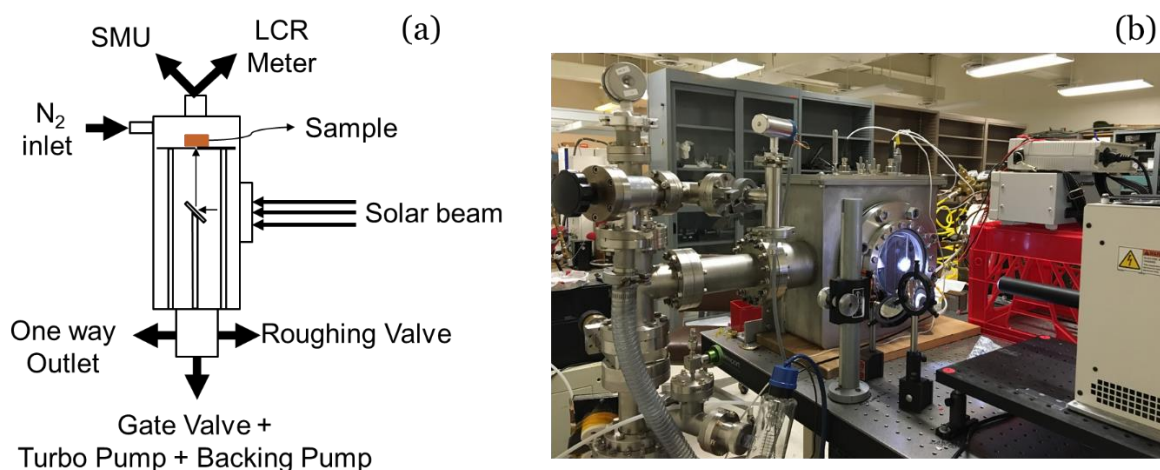 (a)
SMU
LCR
Meter
N₂
inlet
Sample
Solar beam
One way
Outlet
Roughing Valve
Gate Valve +
Turbo Pump + Backing Pump
(b)